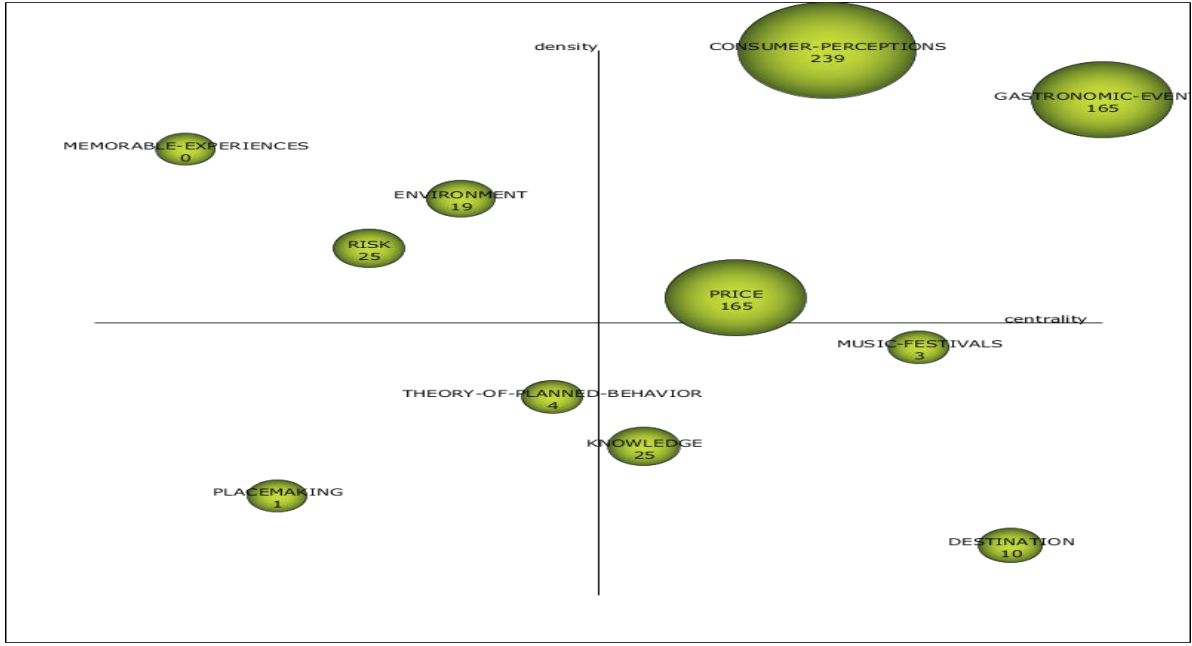 density
CONSUMER-PERCEPTIONS
239
GASTRONOMIC-EVENT
165
MEMORABLE-EXPERIENCES
0
ENVIRONMENT
19
RISK
25
PRICE
165
centrality
MUSIC-FESTIVALS
3
THEORY-OF-PLANNED-BEHAVIOR
4
KNOWLEDGE
25
PLACEMAKING
1
DESTINATION
10